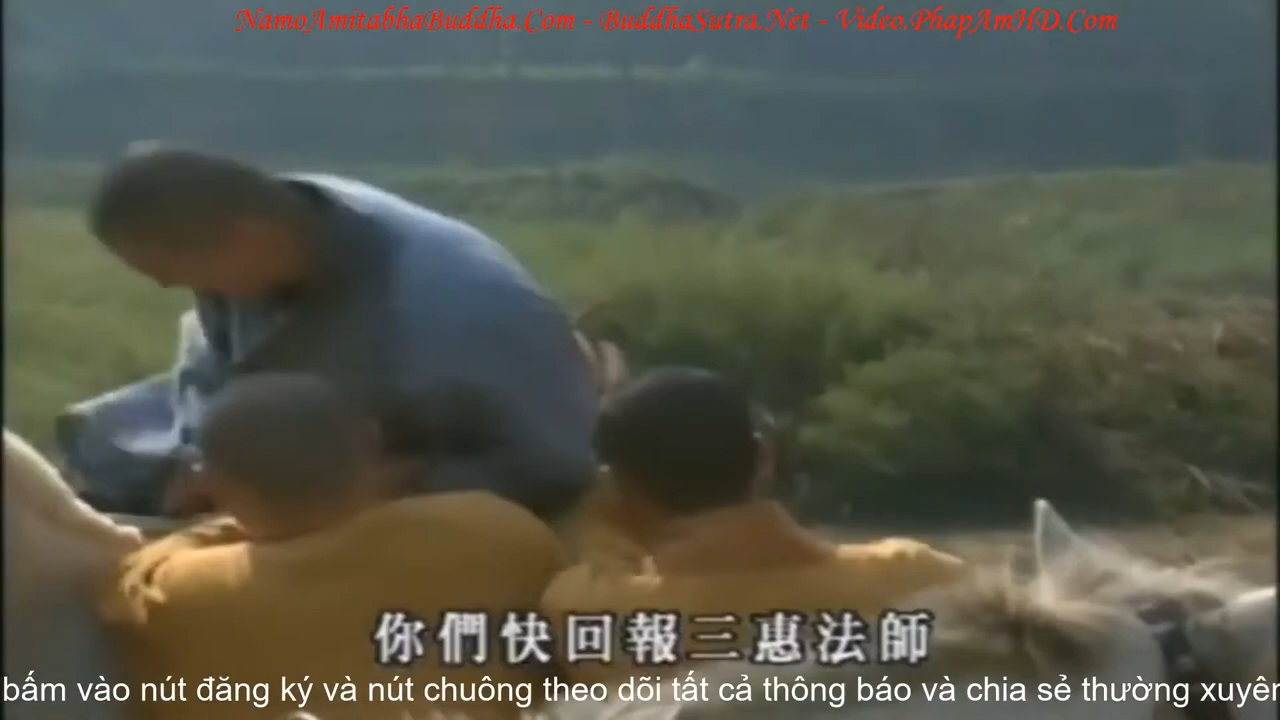 NamoAmitabhaBuddha.Com - BuddhaSutra.Net - Video.PhapAmHD.Com
你們快回報三惠法師
bấm vào nút đăng ký và nút chuông theo dõi tất cả thông báo và chia sẻ thường xuyên